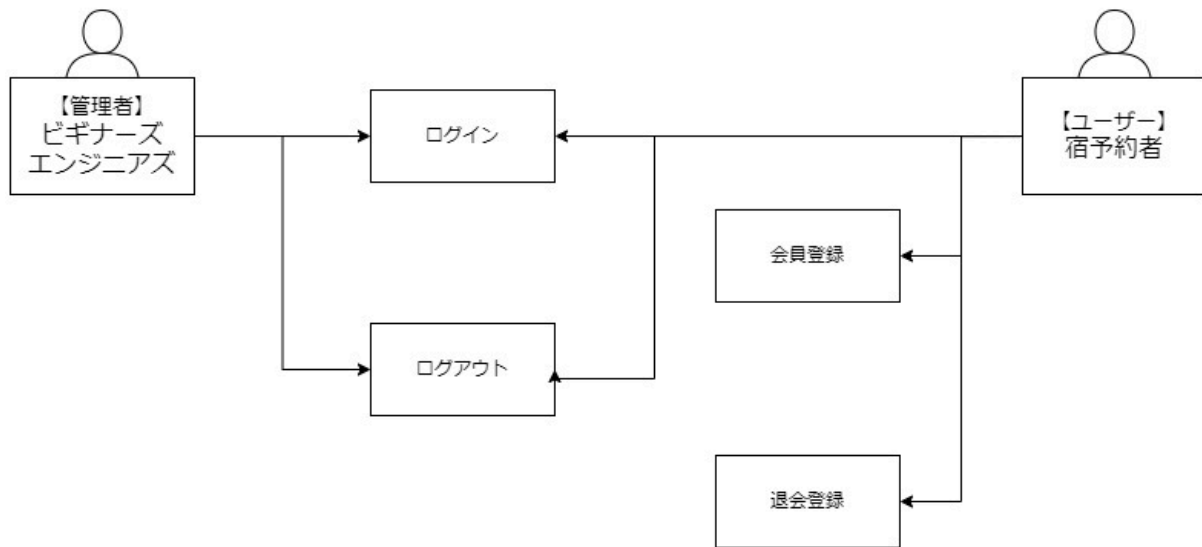 【管理者】
ビギナーズ
エンジニアズ
ログイン
【ユーザー】
宿予約者
会員登録
ログアウト
退会登録